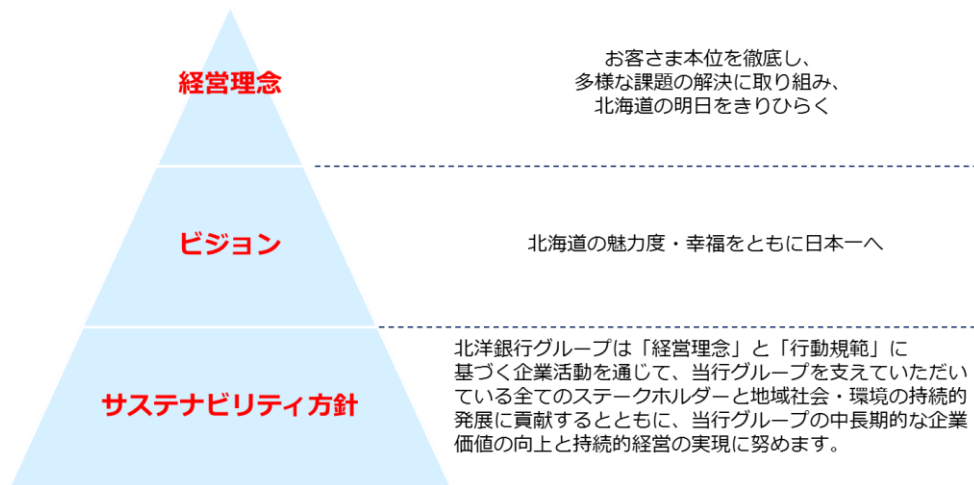 経営理念
お客さま本位を徹底し、
多様な課題の解決に取り組み、
北海道の明日をきりひらく
ビジョン
北海道の魅力度・幸福をともに日本一へ
サステナビリティ方針
北洋銀行グループは「経営理念」と「行動規範」に
基づく企業活動を通じて、当行グループを支えていただい
ている全てのステークホルダーと地域社会・環境の持続的
発展に貢献するとともに、当行グループの中長期的な企業
価値の向上と持続的経営の実現に努めます。